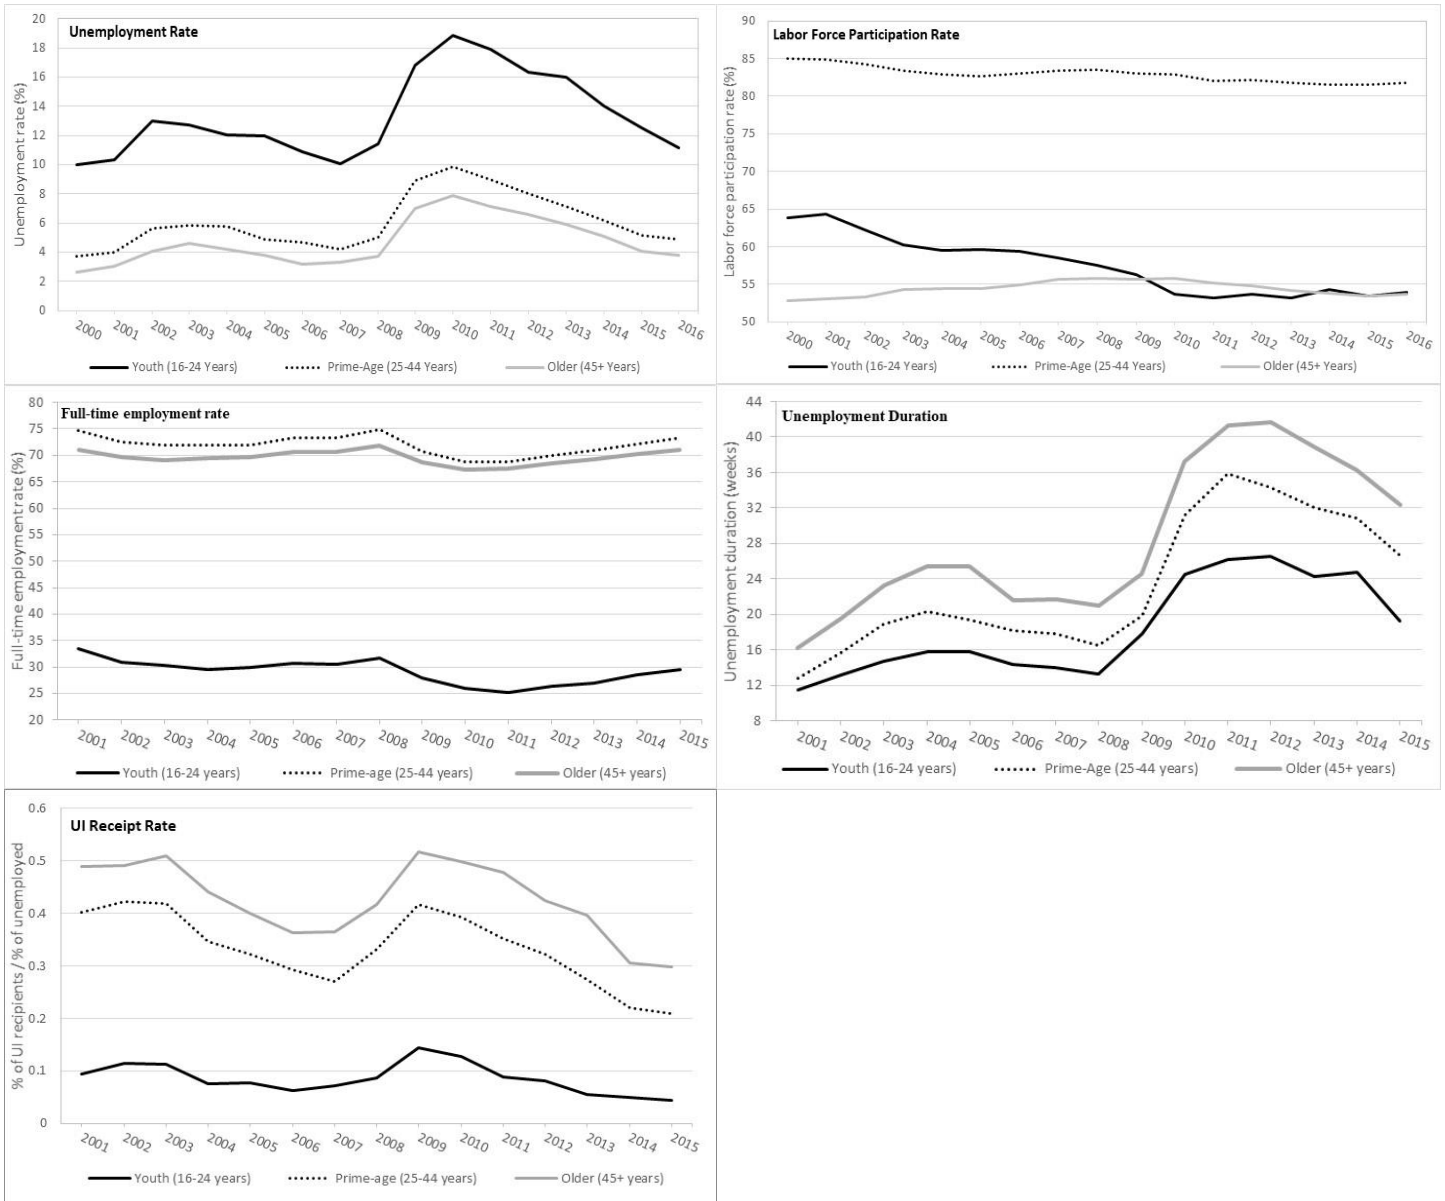 Unemployment Rate
Unemployment rate (%)
20
18
16
14
12
10
8
6
4
2
0
2000 2001 2002 2003 2004 2005 2006 2007 2008 2009 2010 2011 2012 2013 2014 2015 2016
Youth (16-24 Years) Prime-Age (25-44 Years) Older (45+ Years)
Labor Force Participation Rate
Labor force participation rate (%)
90
85
80
75
70
65
60
55
50
2000 2001 2002 2003 2004 2005 2006 2007 2008 2009 2010 2011 2012 2013 2014 2015 2016
Youth (16-24 Years) Prime-Age (25-44 Years) Older (45+ Years)
Full-time employment rate
Full-time employment rate (%)
80
75
70
65
60
55
50
45
40
35
30
25
20
2001 2002 2003 2004 2005 2006 2007 2008 2009 2010 2011 2012 2013 2014 2015
Youth (16-24 years) Prime-age (25-44 years) Older (45+ years)
Unemployment Duration
Unemployment duration (weeks)
44
40
36
32
28
24
20
16
12
8
2001 2002 2003 2004 2005 2006 2007 2008 2009 2010 2011 2012 2013 2014 2015
Youth (16-24 years) Prime-Age (25-44 years) Older (45+ years)
UI Receipt Rate
% of UI recipients / % of unemployed
0.6
0.5
0.4
0.3
0.2
0.1
0
2001 2002 2003 2004 2005 2006 2007 2008 2009 2010 2011 2012 2013 2014 2015
Youth (16-24 years) Prime-age (25-44 years) Older (45+ years)